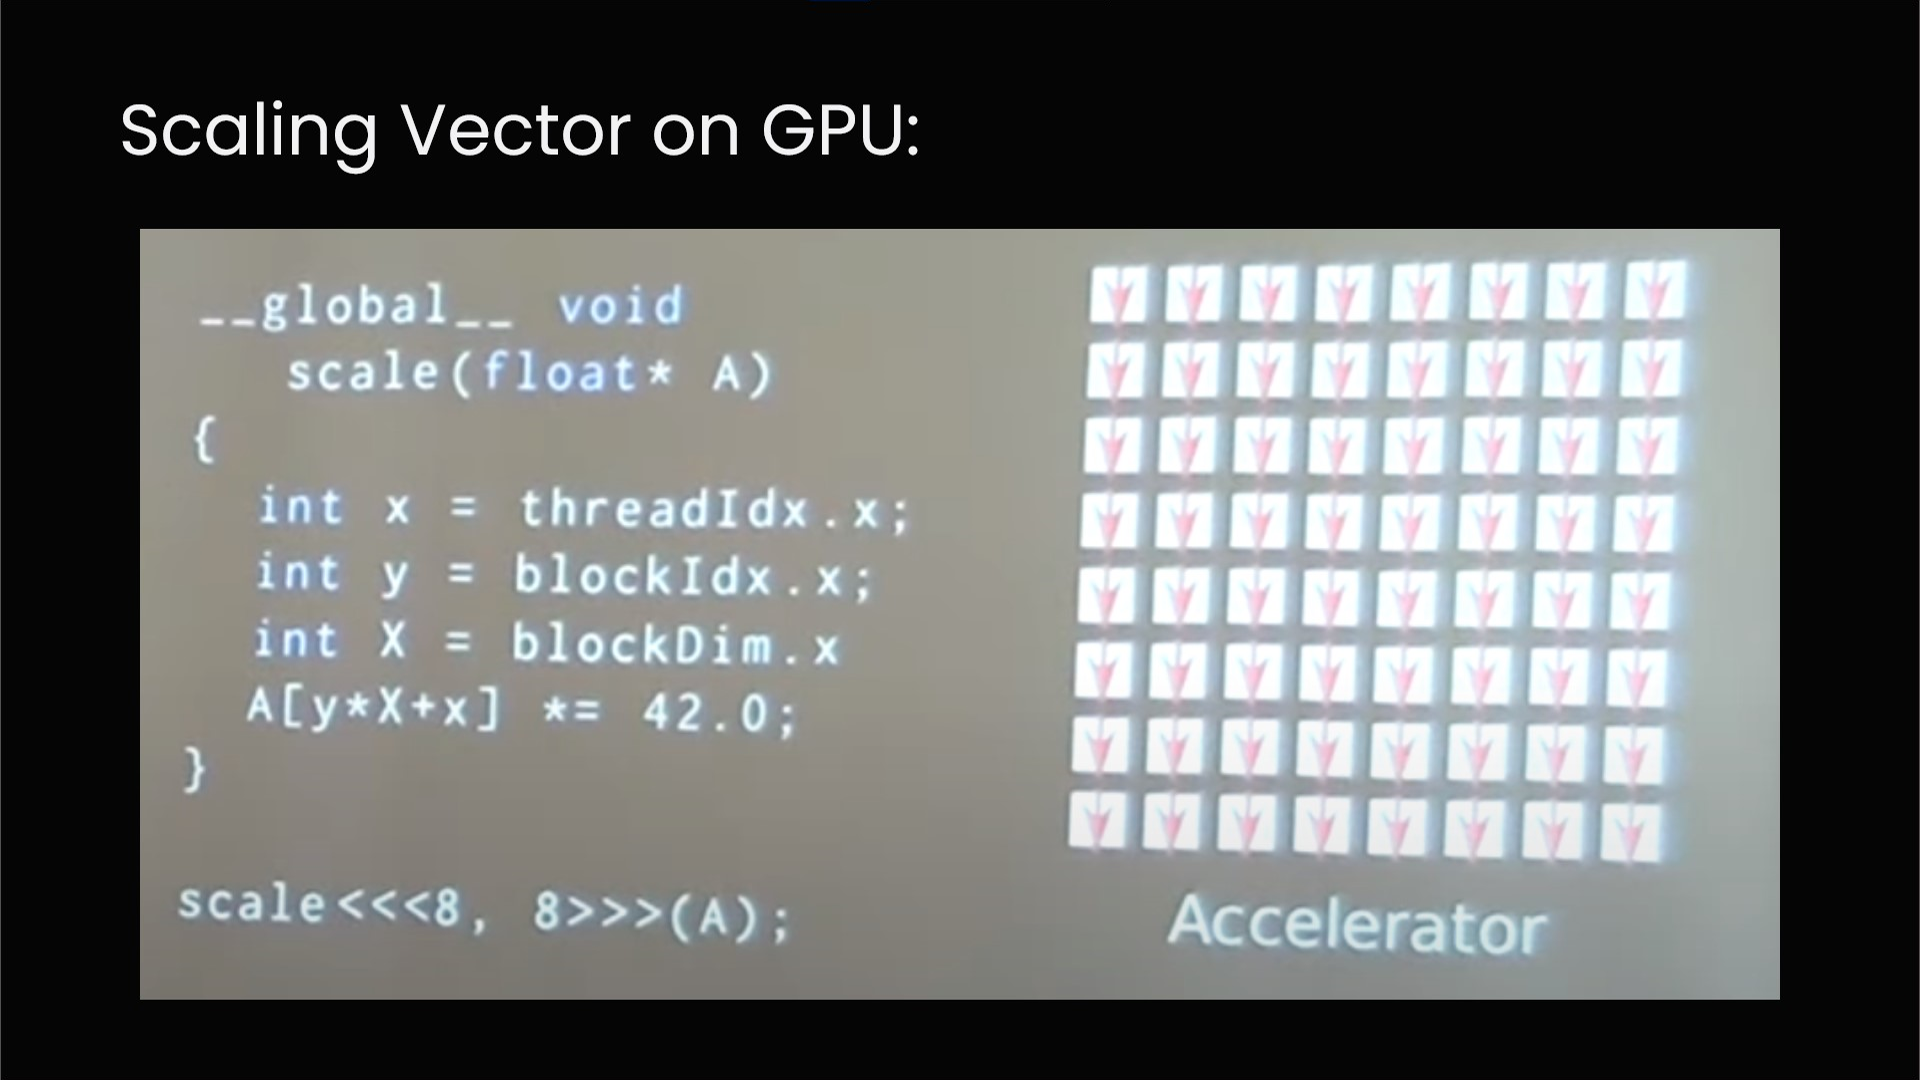 Scaling Vector on GPU:
__global__ void
scale(float* A)
{
int x = threadIdx.x;
int y = blockIdx.x;
int X = blockDim.x
A[y*X+x] *= 42.0;
}
scale<<<8, 8>>>(A);
Accelerator